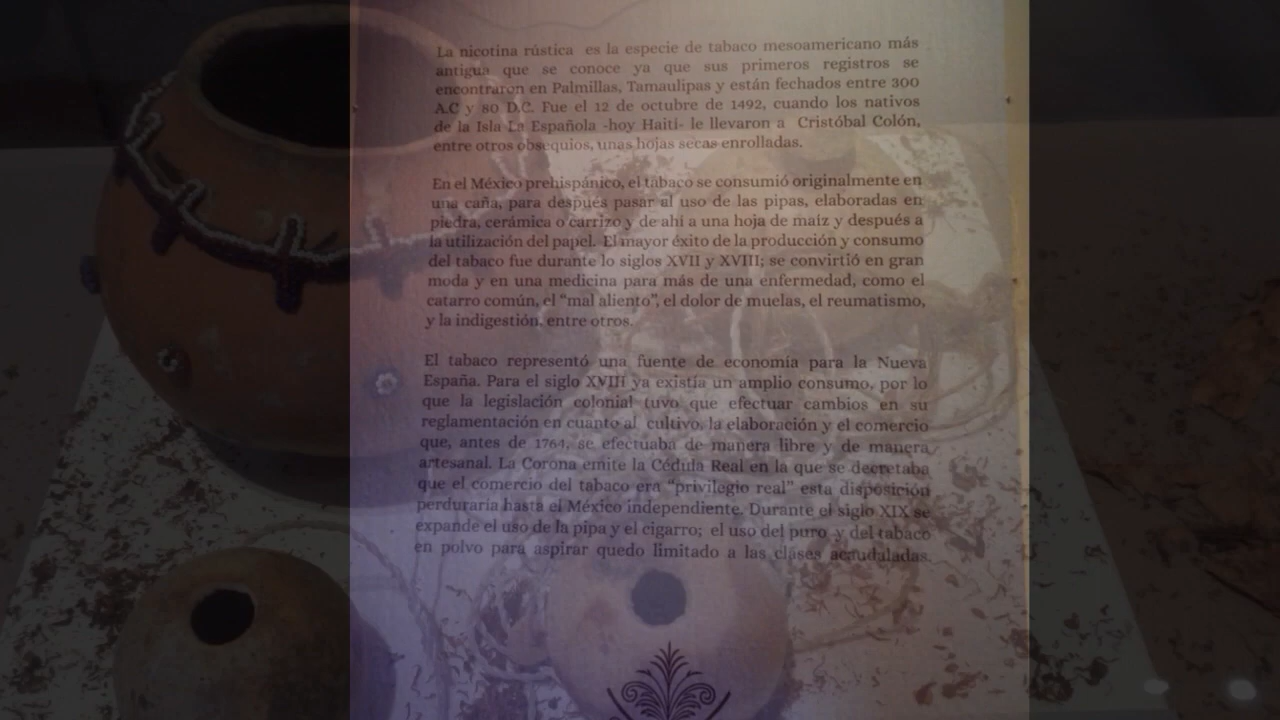 La nicotina rústica es la especie de tabaco mesoamericano más
antigua que se conoce ya que sus primeros registros se
encontraron en Palmillas, Tamaulipas y están fechados entre 300
A.C y 80 D.C. Fue el 12 de octubre de 1492, cuando los nativos
de la Isla La Española -hoy Haiti- le llevaron a Cristóbal Colón,
entre otros obsequios, unas hojas secas enrolladas.
En el México prehispánico, el tabaco se consumió originalmente en
una caña, para después pasar al uso de las pipas, elaboradas en
piedra, cerámica o carrizo y de ahí a una hoja de maíz y después a
la utilización del papel. El mayor éxito de la producción y consumo
del tabaco fue durante lo siglos XVII y XVIII; se convirtió en gran
moda y en una medicina para más de una enfermedad, como el
catarro común, el “mal aliento”, el dolor de muelas, el reumatismo,
y la indigestión, entre otros.
El tabaco representó una fuente de economía para la Nueva
España. Para el siglo XVIII ya existía un amplio consumo, por lo
que la legislación colonial tuvo que efectuar cambios en su
reglamentación en cuanto al cultivo, la elaboración y el comercio
que, antes de 1764, se efectuaba de manera libre y de manera
artesanal. La Corona emite la Cédula Real en la que se decretaba
que el comercio del tabaco era “privilegio real” esta disposición
perduraría hasta el México independiente. Durante el siglo XIX se
expande el uso de la pipa y el cigarro; el uso del puro y del tabaco
en polvo para aspirar quedo limitado a las clases acaudaladas.